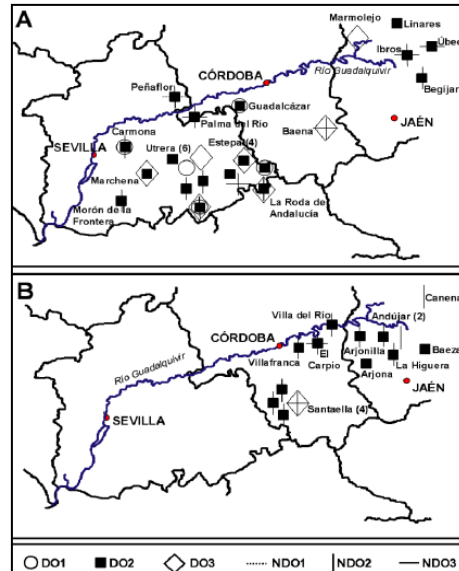 A
Marmolejo
Linares
Úbe
Ibros
CÓRDOBA
Río Guadalquivir
Peñaflor
Guadalcázar
Begíjar
Palma del Río
JAÉN
Carmona
Baena
SEVILLA
Utrera (6)
Estepa (4)
Marchena
La Roda de
Andalucía
Morón de la
Frontera
B
Canena
Villa del Río
Andújar (2)
CÓRDOBA
El
Carpio
Arjonilla
Baeza
Villafranca
La Higuera
Río Guadalquivir
Arjona
JAÉN
Santaella (4)
SEVILLA
DO1 DO2 DO3 NDO1 NDO2 NDO3